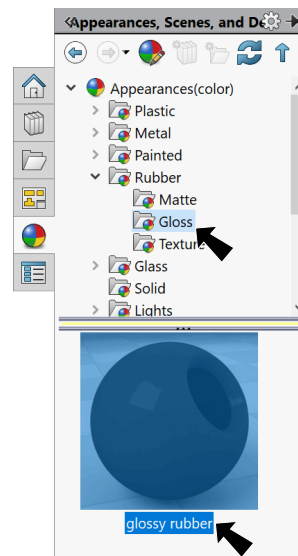 Appearances, Scenes, and De
Appearances(color)
Plastic
Metal
Painted
Rubber
Matte
Gloss
Texture
Glass
Solid
Lights
glossy rubber